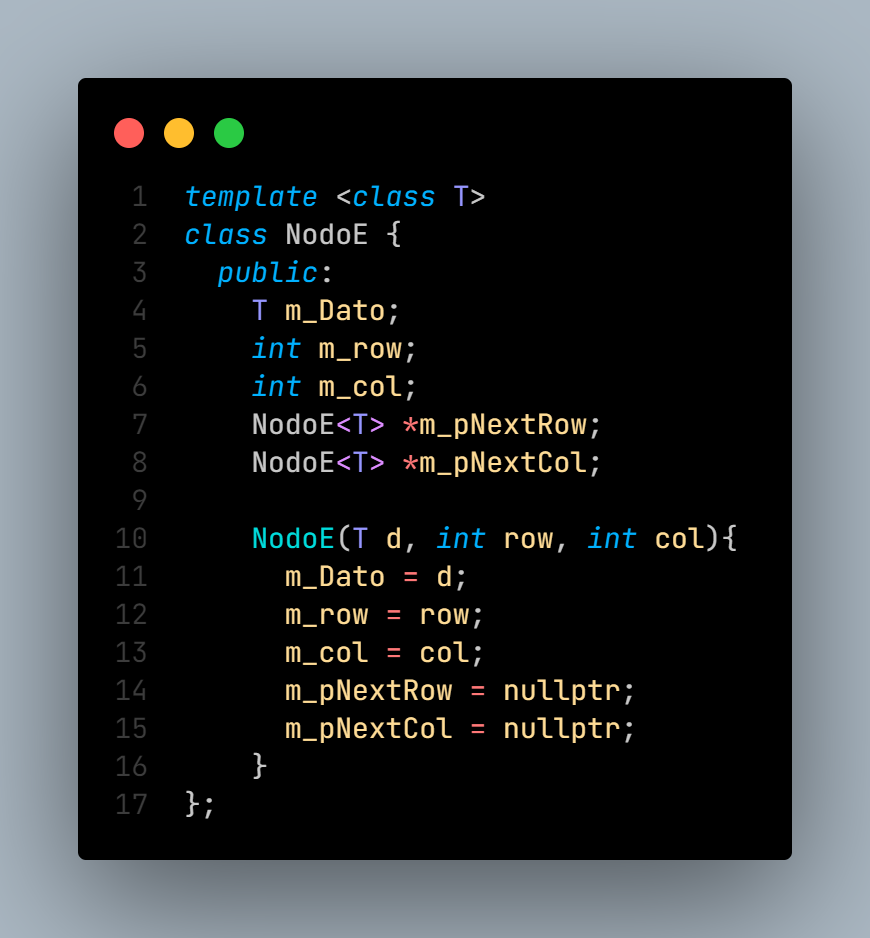 1 template <class T>
2 class NodoE {
3   public:
4     T m_Dato;
5     int m_row;
6     int m_col;
7     NodoE<T> *m_pNextRow;
8     NodoE<T> *m_pNextCol;
9
10     NodoE(T d, int row, int col){
11       m_Dato = d;
12       m_row = row;
13       m_col = col;
14       m_pNextRow = nullptr;
15       m_pNextCol = nullptr;
16     }
17 };